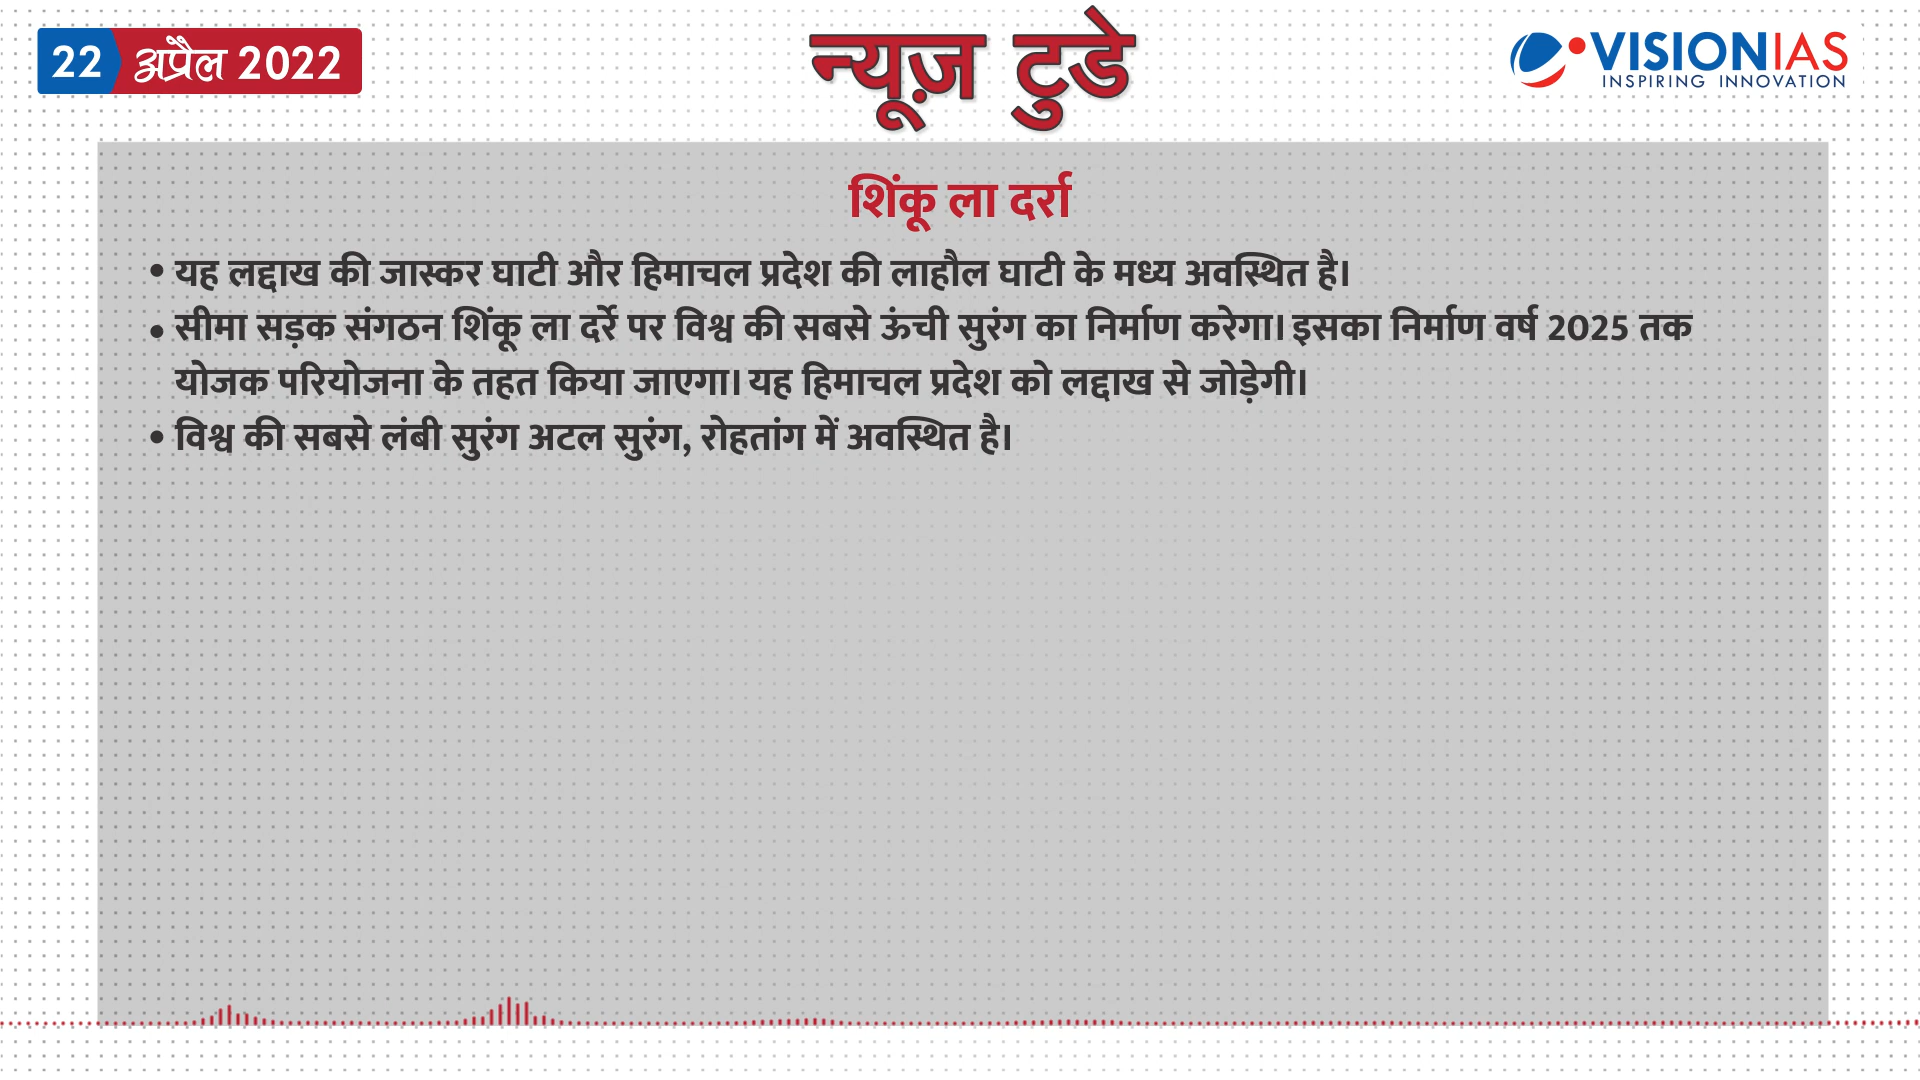 22 अप्रैल 2022
न्यूज़ टुडे
VISIONIAS
INSPIRING INNOVATION
शिंकू ला दर्रा
• यह लद्दाख की जास्कर घाटी और हिमाचल प्रदेश की लाहौल घाटी के मध्य अवस्थित है।
• सीमा सड़क संगठन शिंकू ला दर्रे पर विश्व की सबसे ऊंची सुरंग का निर्माण करेगा। इसका निर्माण वर्ष 2025 तक
योजक परियोजना के तहत किया जाएगा। यह हिमाचल प्रदेश को लद्दाख से जोड़ेगी।
• विश्व की सबसे लंबी सुरंग अटल सुरंग, रोहतांग में अवस्थित है।